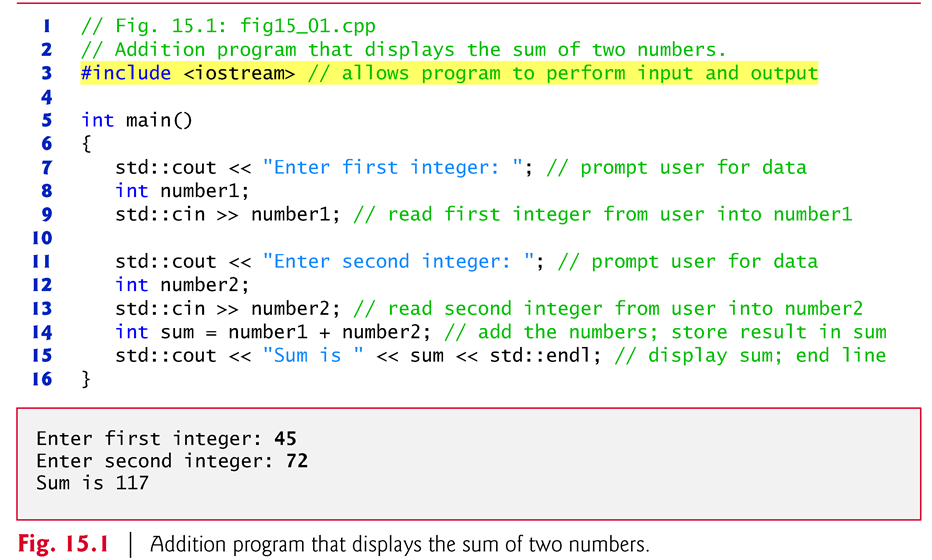 1 // Fig. 15.1: fig15_01.cpp
2 // Addition program that displays the sum of two numbers.
3 #include <iostream> // allows program to perform input and output
4
5 int main()
6 {
7    std::cout << "Enter first integer: "; // prompt user for data
8    int number1;
9    std::cin >> number1; // read first integer from user into number1
10
11    std::cout << "Enter second integer: "; // prompt user for data
12    int number2;
13    std::cin >> number2; // read second integer from user into number2
14    int sum = number1 + number2; // add the numbers; store result in sum
15    std::cout << "Sum is " << sum << std::endl; // display sum; end line
16 }
Enter first integer: 45
Enter second integer: 72
Sum is 117
Fig. 15.1 | Addition program that displays the sum of two numbers.